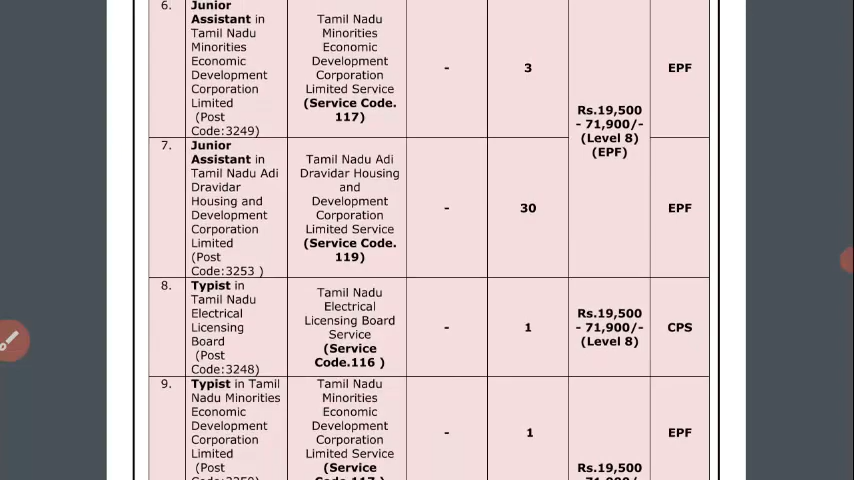 6.
Junior
Assistant in
Tamil Nadu
Minorities
Economic
Development
Corporation
Limited
(Post
Code:3249)
Tamil Nadu
Minorities
Economic
Development
Corporation
Limited Service
(Service Code.
117)
-
3
Rs.19,500
- 71,900/-
(Level 8)
(EPF)
EPF
7.
Junior
Assistant in
Tamil Nadu Adi
Dravidar
Housing and
Development
Corporation
Limited
(Post
Code:3253 )
Tamil Nadu Adi
Dravidar Housing
and
Development
Corporation
Limited Service
(Service Code.
119)
-
30
EPF
8.
Typist in
Tamil Nadu
Electrical
Licensing
Board
(Post
Code:3248)
Tamil Nadu
Electrical
Licensing Board
Service
(Service
Code.116 )
-
1
Rs.19,500
- 71,900/-
(Level 8)
CPS
9.
Typist in Tamil
Nadu Minorities
Economic
Development
Corporation
Limited
(Post
Tamil Nadu
Minorities
Economic
Development
Corporation
Limited Service
(Service
-
1
Rs.19,500
EPF